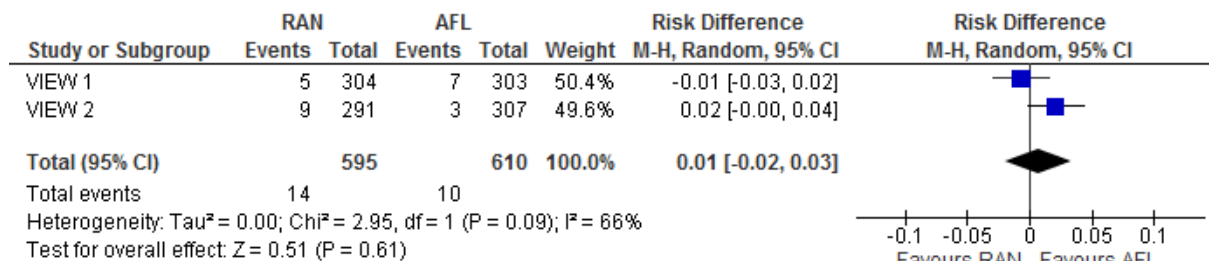 RAN AFL Risk Difference Risk Difference
Study or Subgroup Events Total Events Total Weight M-H, Random, 95% CI M-H, Random, 95% CI
VIEW 1 5 304 7 303 50.4% -0.01 [-0.03, 0.02]
VIEW 2 9 291 3 307 49.6% 0.02 [-0.00, 0.04]
Total (95% CI) 595 610 100.0% 0.01 [-0.02, 0.03]
Total events 14 10
Heterogeneity: Tau² = 0.00; Chi² = 2.95, df = 1 (P = 0.09); I² = 66%
Test for overall effect: Z = 0.51 (P = 0.61)
-0.1 -0.05 0 0.05 0.1
Favours RAN Favours AFL